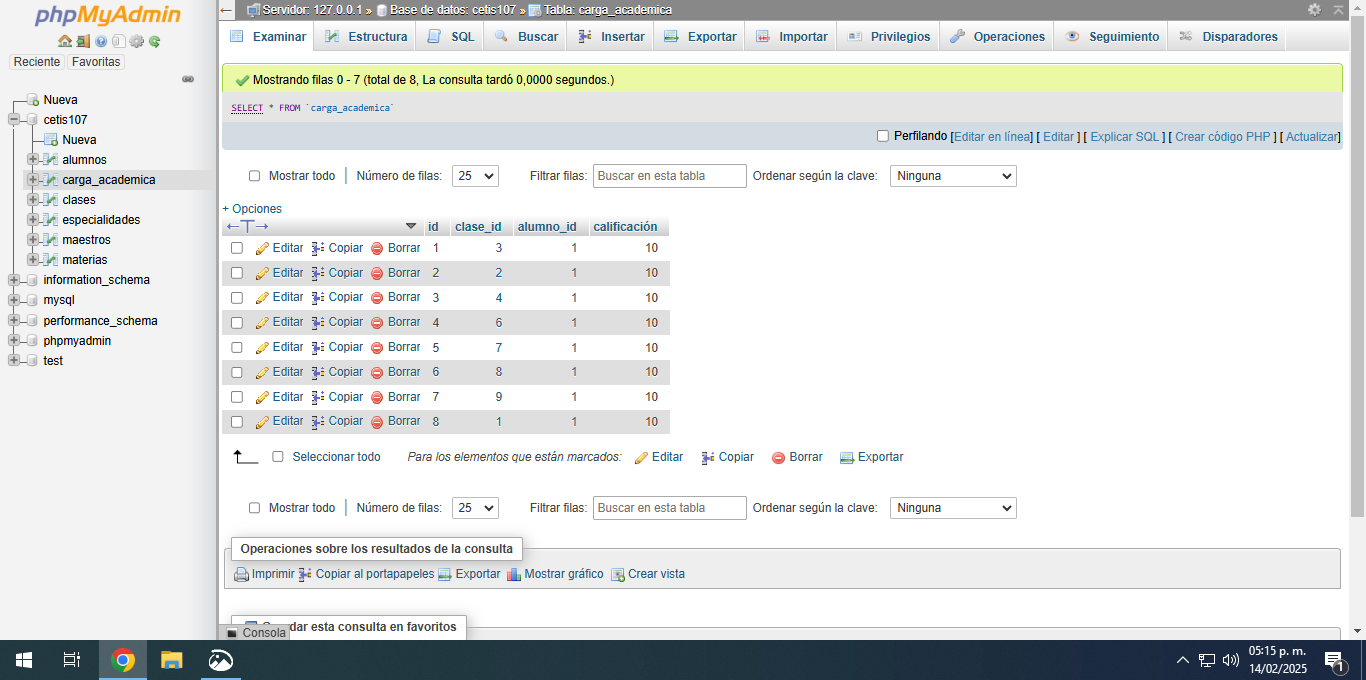 phpMyAdmin
Reciente Favoritas
Nueva
cetis107
Nueva
alumnos
carga_academica
clases
especialidades
maestros
materias
information_schema
mysql
performance_schema
phpmyadmin
test
Servidor: 127.0.0.1 » Base de datos: cetis107 » Tabla: carga_academica
Examinar Estructura SQL Buscar Insertar Exportar Importar Privilegios Operaciones Seguimiento Disparadores
Mostrando filas 0 - 7 (total de 8, La consulta tardó 0,0000 segundos.)
SELECT * FROM `carga_academica`
Perfilando [Editar en línea] [ Editar ] [ Explicar SQL ] [ Crear código PHP ] [ Actualizar]
Mostrar todo | Número de filas: 25 Filtrar filas: Buscar en esta tabla Ordenar según la clave: Ninguna
+ Opciones
←T→ id clase_id alumno_id calificación
Editar Copiar Borrar 1 3 1 10
Editar Copiar Borrar 2 2 1 10
Editar Copiar Borrar 3 4 1 10
Editar Copiar Borrar 4 6 1 10
Editar Copiar Borrar 5 7 1 10
Editar Copiar Borrar 6 8 1 10
Editar Copiar Borrar 7 9 1 10
Editar Copiar Borrar 8 1 1 10
Seleccionar todo Para los elementos que están marcados: Editar Copiar Borrar Exportar
Mostrar todo | Número de filas: 25 Filtrar filas: Buscar en esta tabla Ordenar según la clave: Ninguna
Operaciones sobre los resultados de la consulta
Imprimir Copiar al portapapeles Exportar Mostrar gráfico Crear vista
dar esta consulta en favoritos
Consola
05:15 p. m.
14/02/2025
1